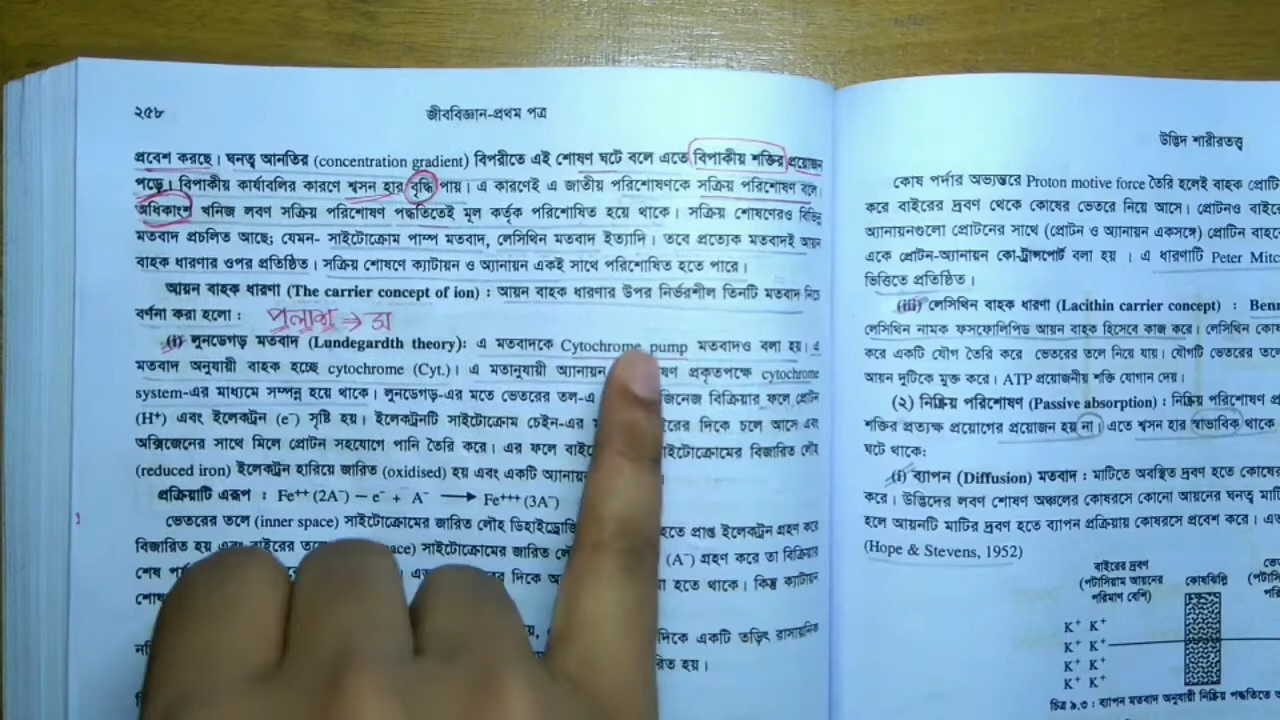 ২৫৮
জীববিজ্ঞান-প্রথম পত্র
প্রবেশ করছে। ঘনত্ব আনতির (concentration gradient) বিপরীতে এই শোষণ ঘটে বলে এতে বিপাকীয় শক্তির প্রয়োজন
পড়ে। বিপাকীয় কার্যাবলির কারণে শ্বসন হার বৃদ্ধি পায়। এ কারণেই এ জাতীয় পরিশোষণকে সক্রিয় পরিশোষণ বলে।
অধিকাংশ খনিজ লবণ সক্রিয় পরিশোষণ পদ্ধতিতেই মূল কর্তৃক পরিশোষিত হয়ে থাকে। সক্রিয় শোষণেরও বিভিন্ন
মতবাদ প্রচলিত আছে; যেমন- সাইটোক্রোম পাম্প মতবাদ, লেসিথিন মতবাদ ইত্যাদি। তবে প্রত্যেক মতবাদই আয়ন
বাহক ধারণার ওপর প্রতিষ্ঠিত। সক্রিয় শোষণে ক্যাটায়ন ও অ্যানায়ন একই সাথে পরিশোষিত হতে পারে।
আয়ন বাহক ধারণা (The carrier concept of ion) : আয়ন বাহক ধারণার উপর নির্ভরশীল তিনটি মতবাদ নিচে
বর্ণনা করা হলো :
(i) লুনডেগড় মতবাদ (Lundegardth theory): এ মতবাদকে Cytochrome pump মতবাদও বলা হয়। এ
মতবাদ অনুযায়ী বাহক হচ্ছে cytochrome (Cyt.)। এ মতানুযায়ী অ্যানায়ন প্রকৃতপক্ষে cytochrome
system-এর মাধ্যমে সম্পন্ন হয়ে থাকে। লুনডেগড়-এর মতে ভেতরের তল-এ বিক্রিয়ার ফলে প্রোটন
(H⁺) এবং ইলেকট্রন (e⁻) সৃষ্টি হয়। ইলেকট্রনটি সাইটোক্রোম চেইন-এর দিকে চলে আসে এবং
অক্সিজেনের সাথে মিলে প্রোটন সহযোগে পানি তৈরি করে। এর ফলে বিজারিত লৌহ
(reduced iron) ইলেকট্রন হারিয়ে জারিত (oxidised) হয় এবং একটি অ্যানায়ন
প্রক্রিয়াটি এরূপ : Fe⁺⁺ (2A⁻) – e⁻ + A⁻ ⟶ Fe⁺⁺⁺ (3A⁻)
ভেতরের তলে (inner space) সাইটোক্রোমের জারিত লৌহ হতে প্রাপ্ত ইলেকট্রন গ্রহণ করে
বিজারিত হয় এবং সাইটোক্রোমের জারিত (A⁻) গ্রহণ করে তা বিক্রিয়ার
শেষ দিকে হতে থাকে। কিন্তু ক্যাটায়ন
দিকে একটি তড়িৎ রাসায়নিক
হয়।
উদ্ভিদ শারীরতত্ত্ব
কোষ পর্দার অভ্যন্তরে Proton motive force তৈরি হলেই বাহক
করে বাইরের দ্রবণ থেকে কোষের ভেতরে নিয়ে আসে। প্রোটনও
অ্যানায়নগুলো প্রোটনের সাথে (প্রোটন ও অ্যানায়ন একসঙ্গে) প্রোটিন
একে প্রোটন-অ্যানায়ন কো-ট্রান্সপোর্ট বলা হয়। এ ধারণাটি Peter
ভিত্তিতে প্রতিষ্ঠিত।
(iii) লেসিথিন বাহক ধারণা (Lacithin carrier concept) :
লেসিথিন নামক ফসফোলিপিড আয়ন বাহক হিসেবে কাজ করে। লেসিথিন
করে একটি যৌগ তৈরি করে ভেতরের তলে নিয়ে যায়। যৌগটি ভেতরের
আয়ন দুটিকে মুক্ত করে। ATP প্রয়োজনীয় শক্তি যোগান দেয়।
(২) নিষ্ক্রিয় পরিশোষণ (Passive absorption) : নিষ্ক্রিয় পরিশোষণ
শক্তির প্রত্যক্ষ প্রয়োগের প্রয়োজন হয় না। এতে শ্বসন হার স্বাভাবিক থাকে
ঘটে থাকে:
(i) ব্যাপন (Diffusion) মতবাদ : মাটিতে অবস্থিত দ্রবণ হতে
করে। উদ্ভিদের লবণ শোষণ অঞ্চলের কোষরসে কোনো আয়নের ঘনত্ব
হলে আয়নটি মাটির দ্রবণ হতে ব্যাপন প্রক্রিয়ায় কোষরসে প্রবেশ করে।
(Hope & Stevens, 1952)
বাইরের দ্রবণ
(পটাসিয়াম আয়নের
পরিমাণ বেশি)
কোষঝিল্লি
K⁺ K⁺
K⁺ K⁺
K⁺ K⁺
K⁺ K⁺
চিত্র ৯.৩ : ব্যাপন মতবাদ অনুযায়ী নিষ্ক্রিয় পদ্ধতিতে